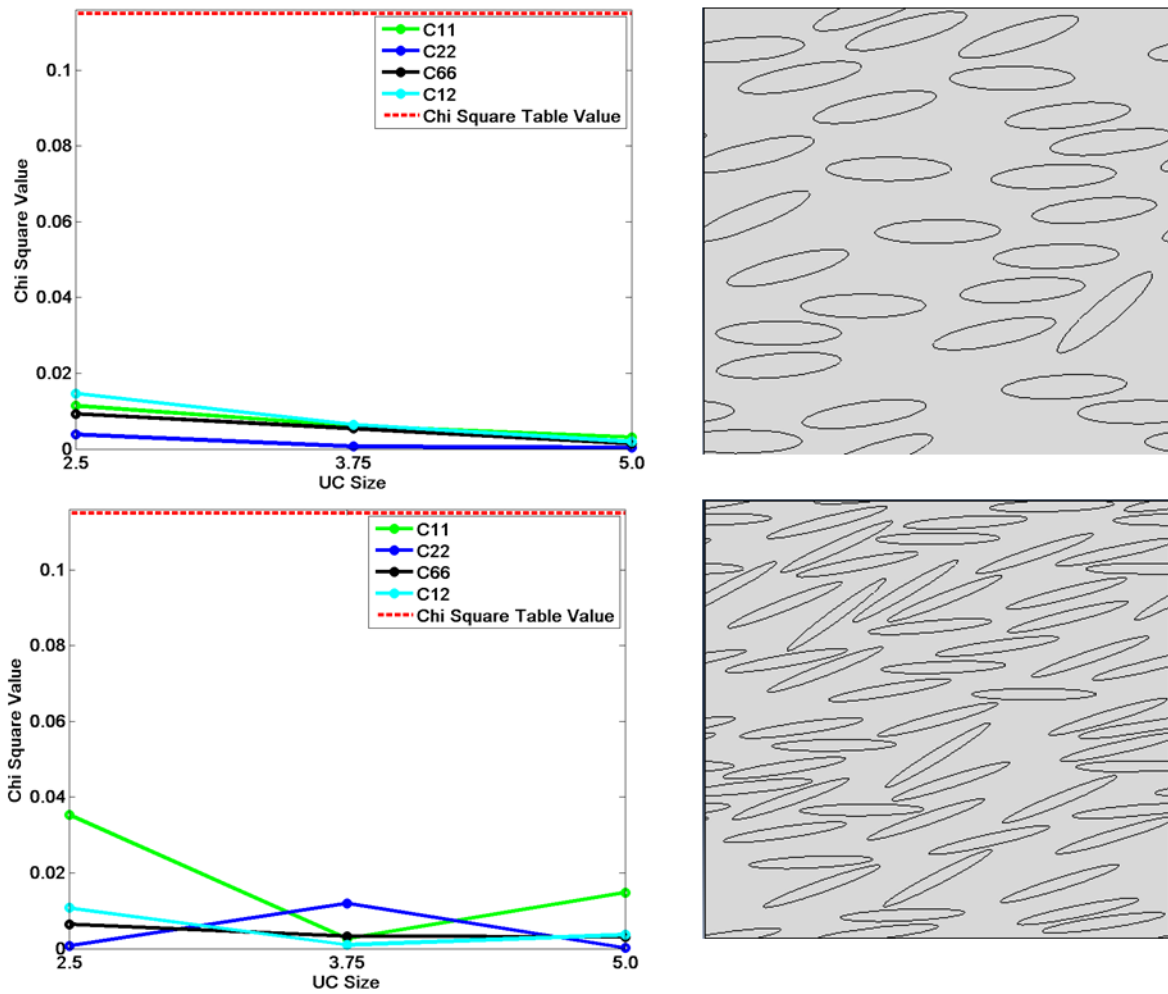 C11
C22
C66
C12
Chi Square Table Value
0.1
0.08
0.06
0.04
0.02
0
Chi Square Value
2.5
3.75
5.0
UC Size
C11
C22
C66
C12
Chi Square Table Value
0.1
0.08
0.06
0.04
0.02
0
Chi Square Value
2.5
3.75
5.0
UC Size